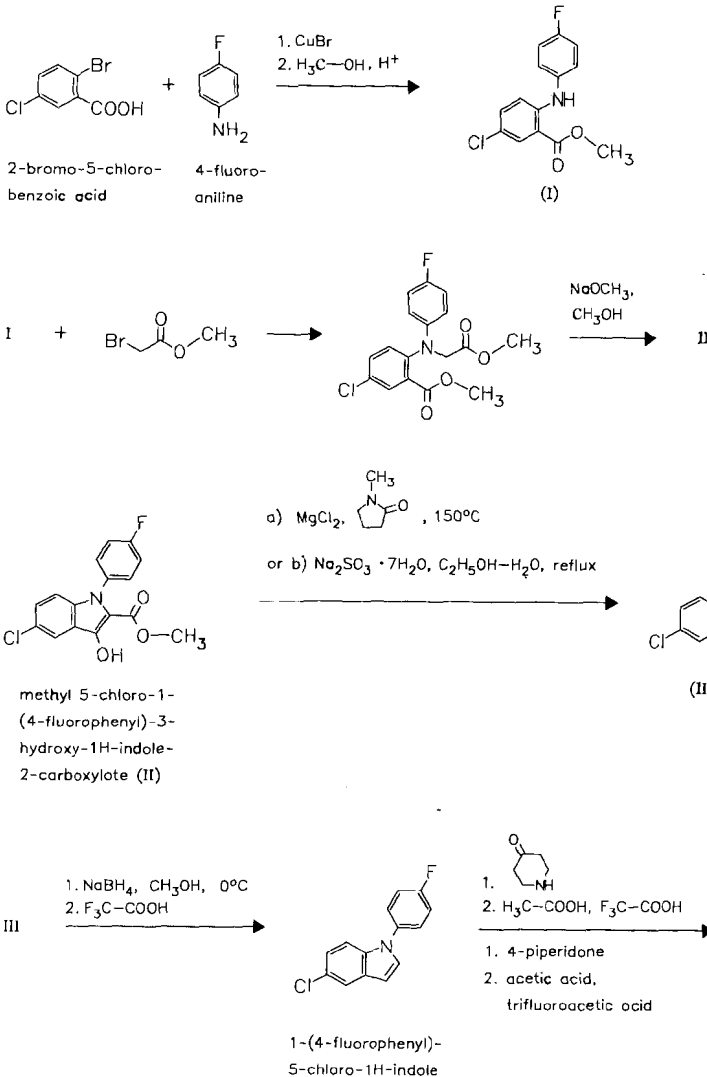 F
Br
1. CuBr
2. H3C—OH, H+
F
Cl
COOH
+
NH2
NH
Cl
O
CH3
O
2-bromo-5-chloro-
benzoic acid
4-fluoro-
aniline
(I)
F
I
+
Br
O
O
CH3
N
O
O
CH3
Cl
O
CH3
O
NaOCH3,
CH3OH
II
F
N
O
Cl
OH
O
CH3
a) MgCl2,
CH3
N
O
, 150°C
or b) Na2SO3 · 7H2O, C2H5OH—H2O, reflux
Cl
(II
methyl 5-chloro-1-
(4-fluorophenyl)-3-
hydroxy-1H-indole-
2-carboxylote (II)
III
1. NaBH4, CH3OH, 0°C
2. F3C—COOH
F
N
Cl
O
1.
NH
2. H3C—COOH, F3C—COOH
1. 4-piperidone
2. acetic acid,
trifluoroacetic acid
1-(4-fluorophenyl)-
5-chloro-1H-indole